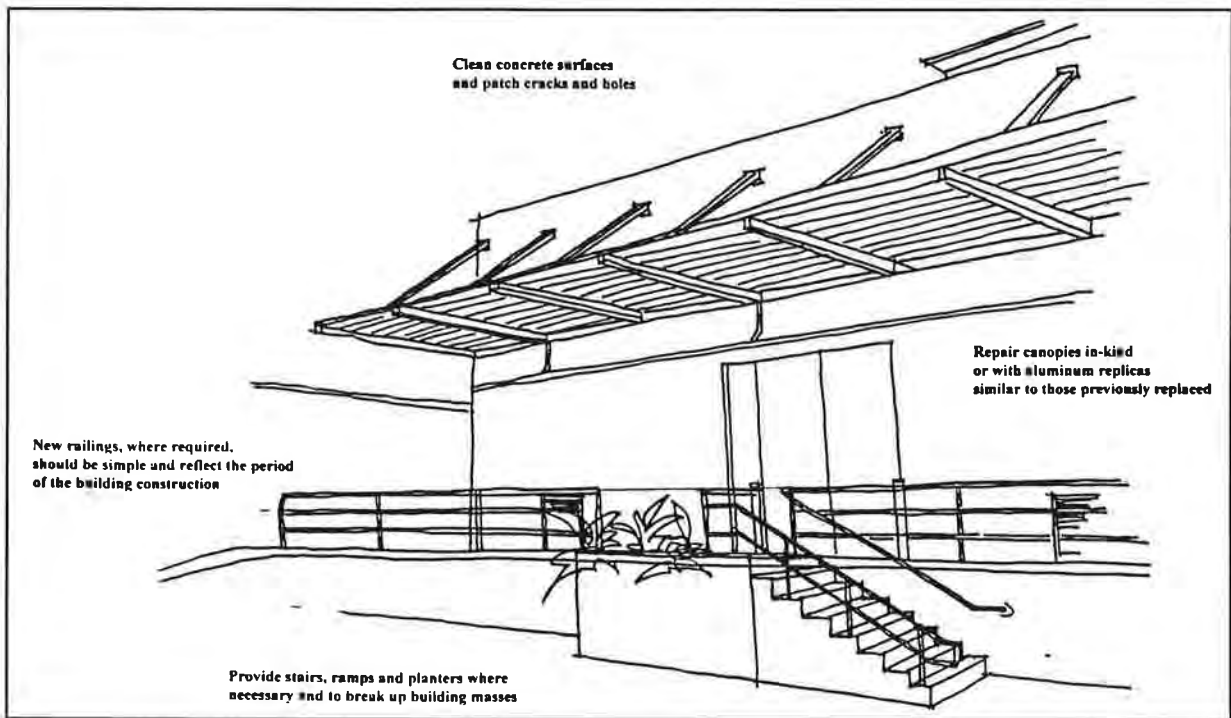 Clean concrete surfaces
and patch cracks and holes
Repair canopies in-kind
or with aluminum replicas
similar to those previously replaced
New railings, where required,
should be simple and reflect the period
of the building construction
Provide stairs, ramps and planters where
necessary and to break up building masses